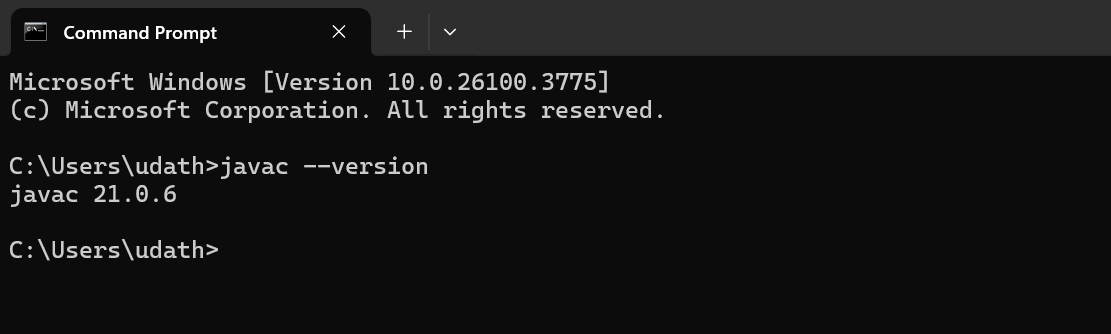 Command Prompt
Microsoft Windows [Version 10.0.26100.3775]
(c) Microsoft Corporation. All rights reserved.
C:\Users\udath>javac --version
javac 21.0.6
C:\Users\udath>